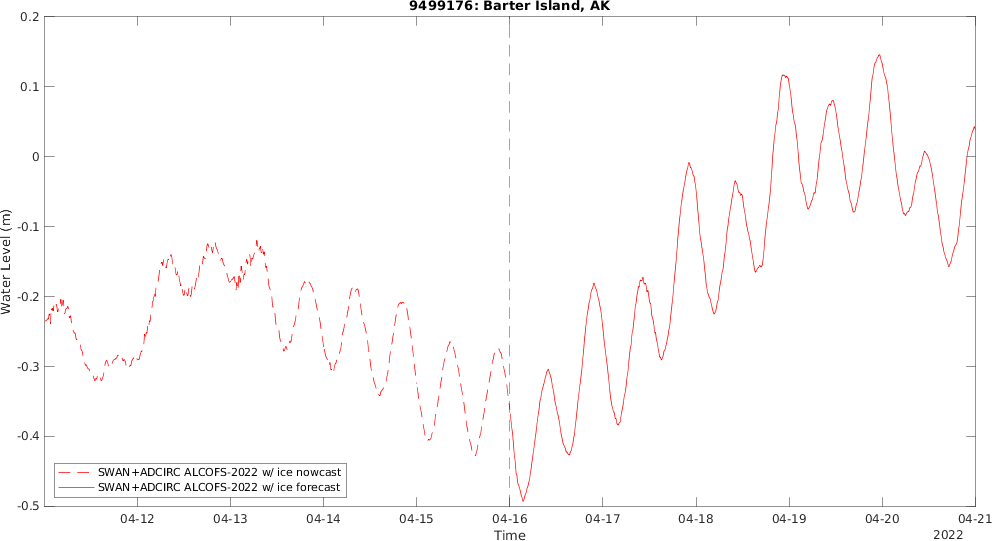 9499176: Barter Island, AK
0.2
0.1
0
-0.1
-0.2
-0.3
-0.4
-0.5
Water Level (m)
SWAN+ADCIRC ALCOFS-2022 w/ ice nowcast
SWAN+ADCIRC ALCOFS-2022 w/ ice forecast
04-12 04-13 04-14 04-15 04-16 04-17 04-18 04-19 04-20 04-21
Time
2022